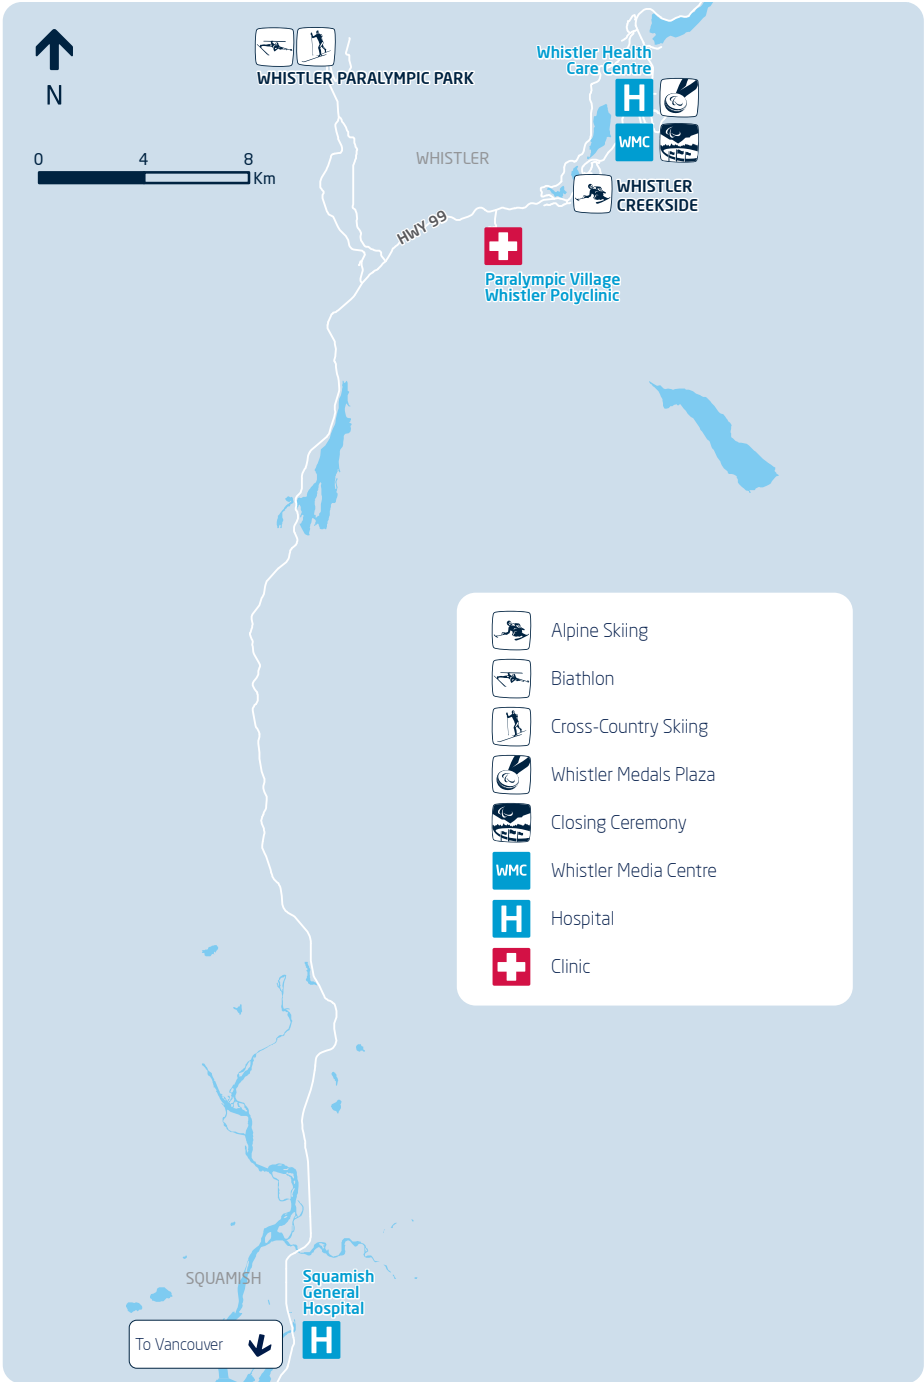 N
0 4 8
Km
WHISTLER PARALYMPIC PARK
Whistler Health
Care Centre
H
WMC
WHISTLER
WHISTLER
CREEKSIDE
HWY 99
Paralympic Village
Whistler Polyclinic
Alpine Skiing
Biathlon
Cross-Country Skiing
Whistler Medals Plaza
Closing Ceremony
WMC Whistler Media Centre
H Hospital
Clinic
SQUAMISH
Squamish
General
Hospital
H
To Vancouver